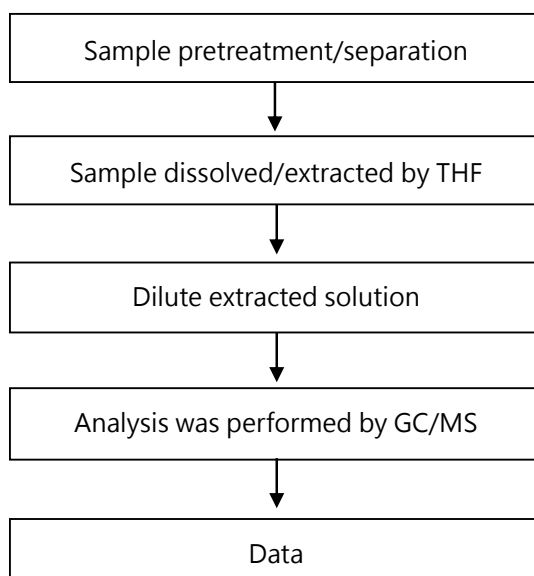 Sample pretreatment/separation
Sample dissolved/extracted by THF
Dilute extracted solution
Analysis was performed by GC/MS
Data